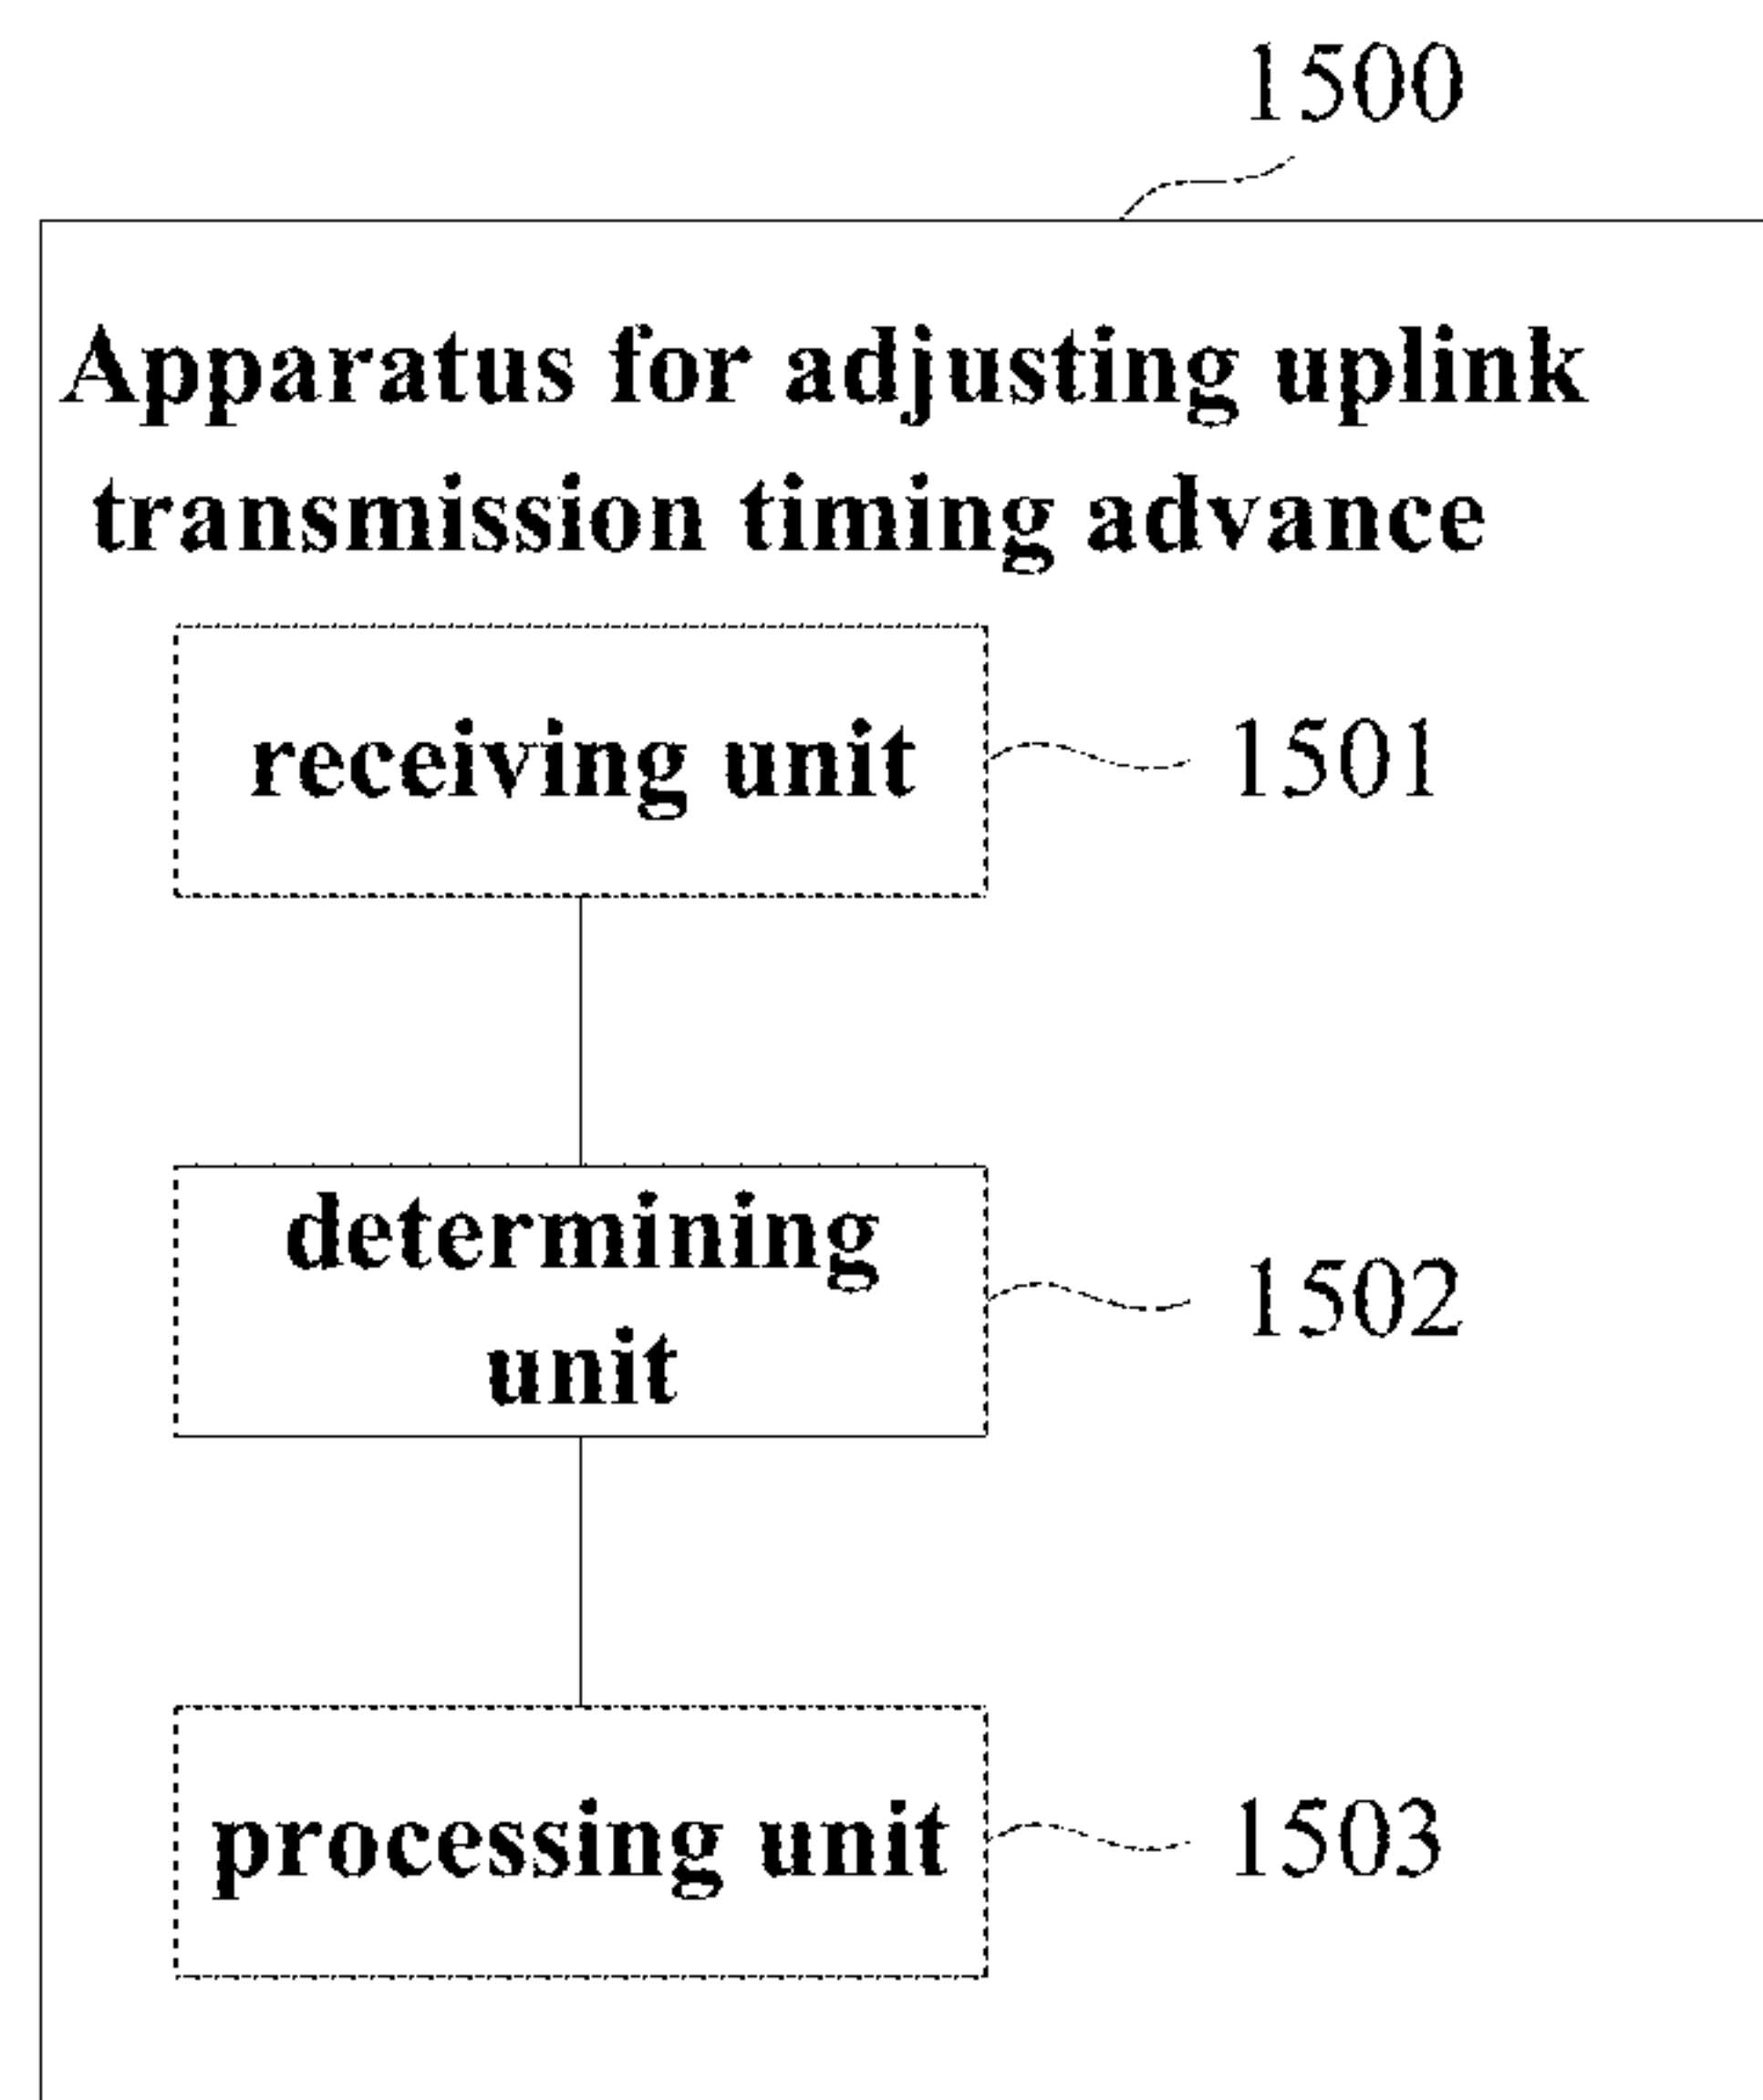 1500
Apparatus for adjusting uplink
transmission timing advance
receiving unit
1501
determining
unit
1502
processing unit
1503